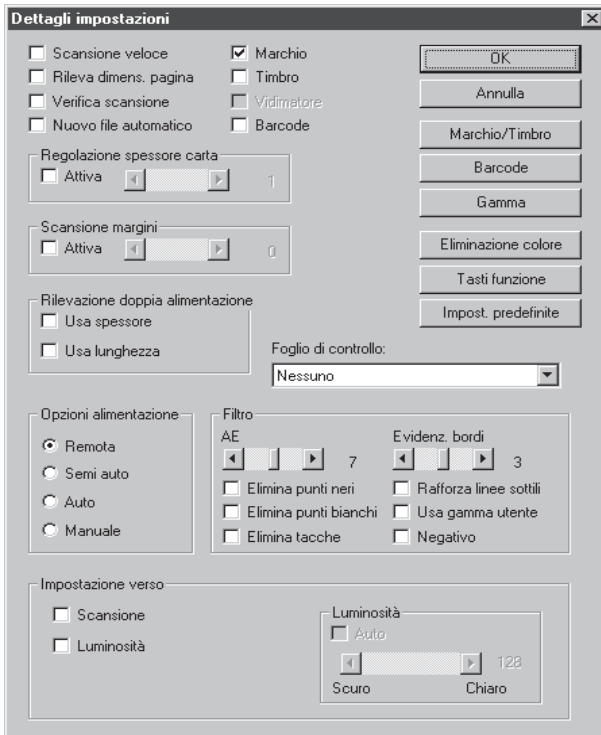 Dettagli impostazioni
Scansione veloce
Rileva dimens. pagina
Verifica scansione
Nuovo file automatico
Marchio
Timbro
Vidimatore
Barcode
OK
Annulla
Marchio/Timbro
Barcode
Gamma
Eliminazione colore
Tasti funzione
Impost. predefinite
Regolazione spessore carta
Attiva 1
Scansione margini
Attiva 0
Rilevazione doppia alimentazione
Usa spessore
Usa lunghezza
Foglio di controllo:
Nessuno
Opzioni alimentazione
Remota
Semi auto
Auto
Manuale
Filtro
AE
7
Elimina punti neri
Elimina punti bianchi
Elimina tacche
Evidenz. bordi
3
Rafforza linee sottili
Usa gamma utente
Negativo
Impostazione verso
Scansione
Luminosità
Luminosità
Auto
128
Scuro Chiaro